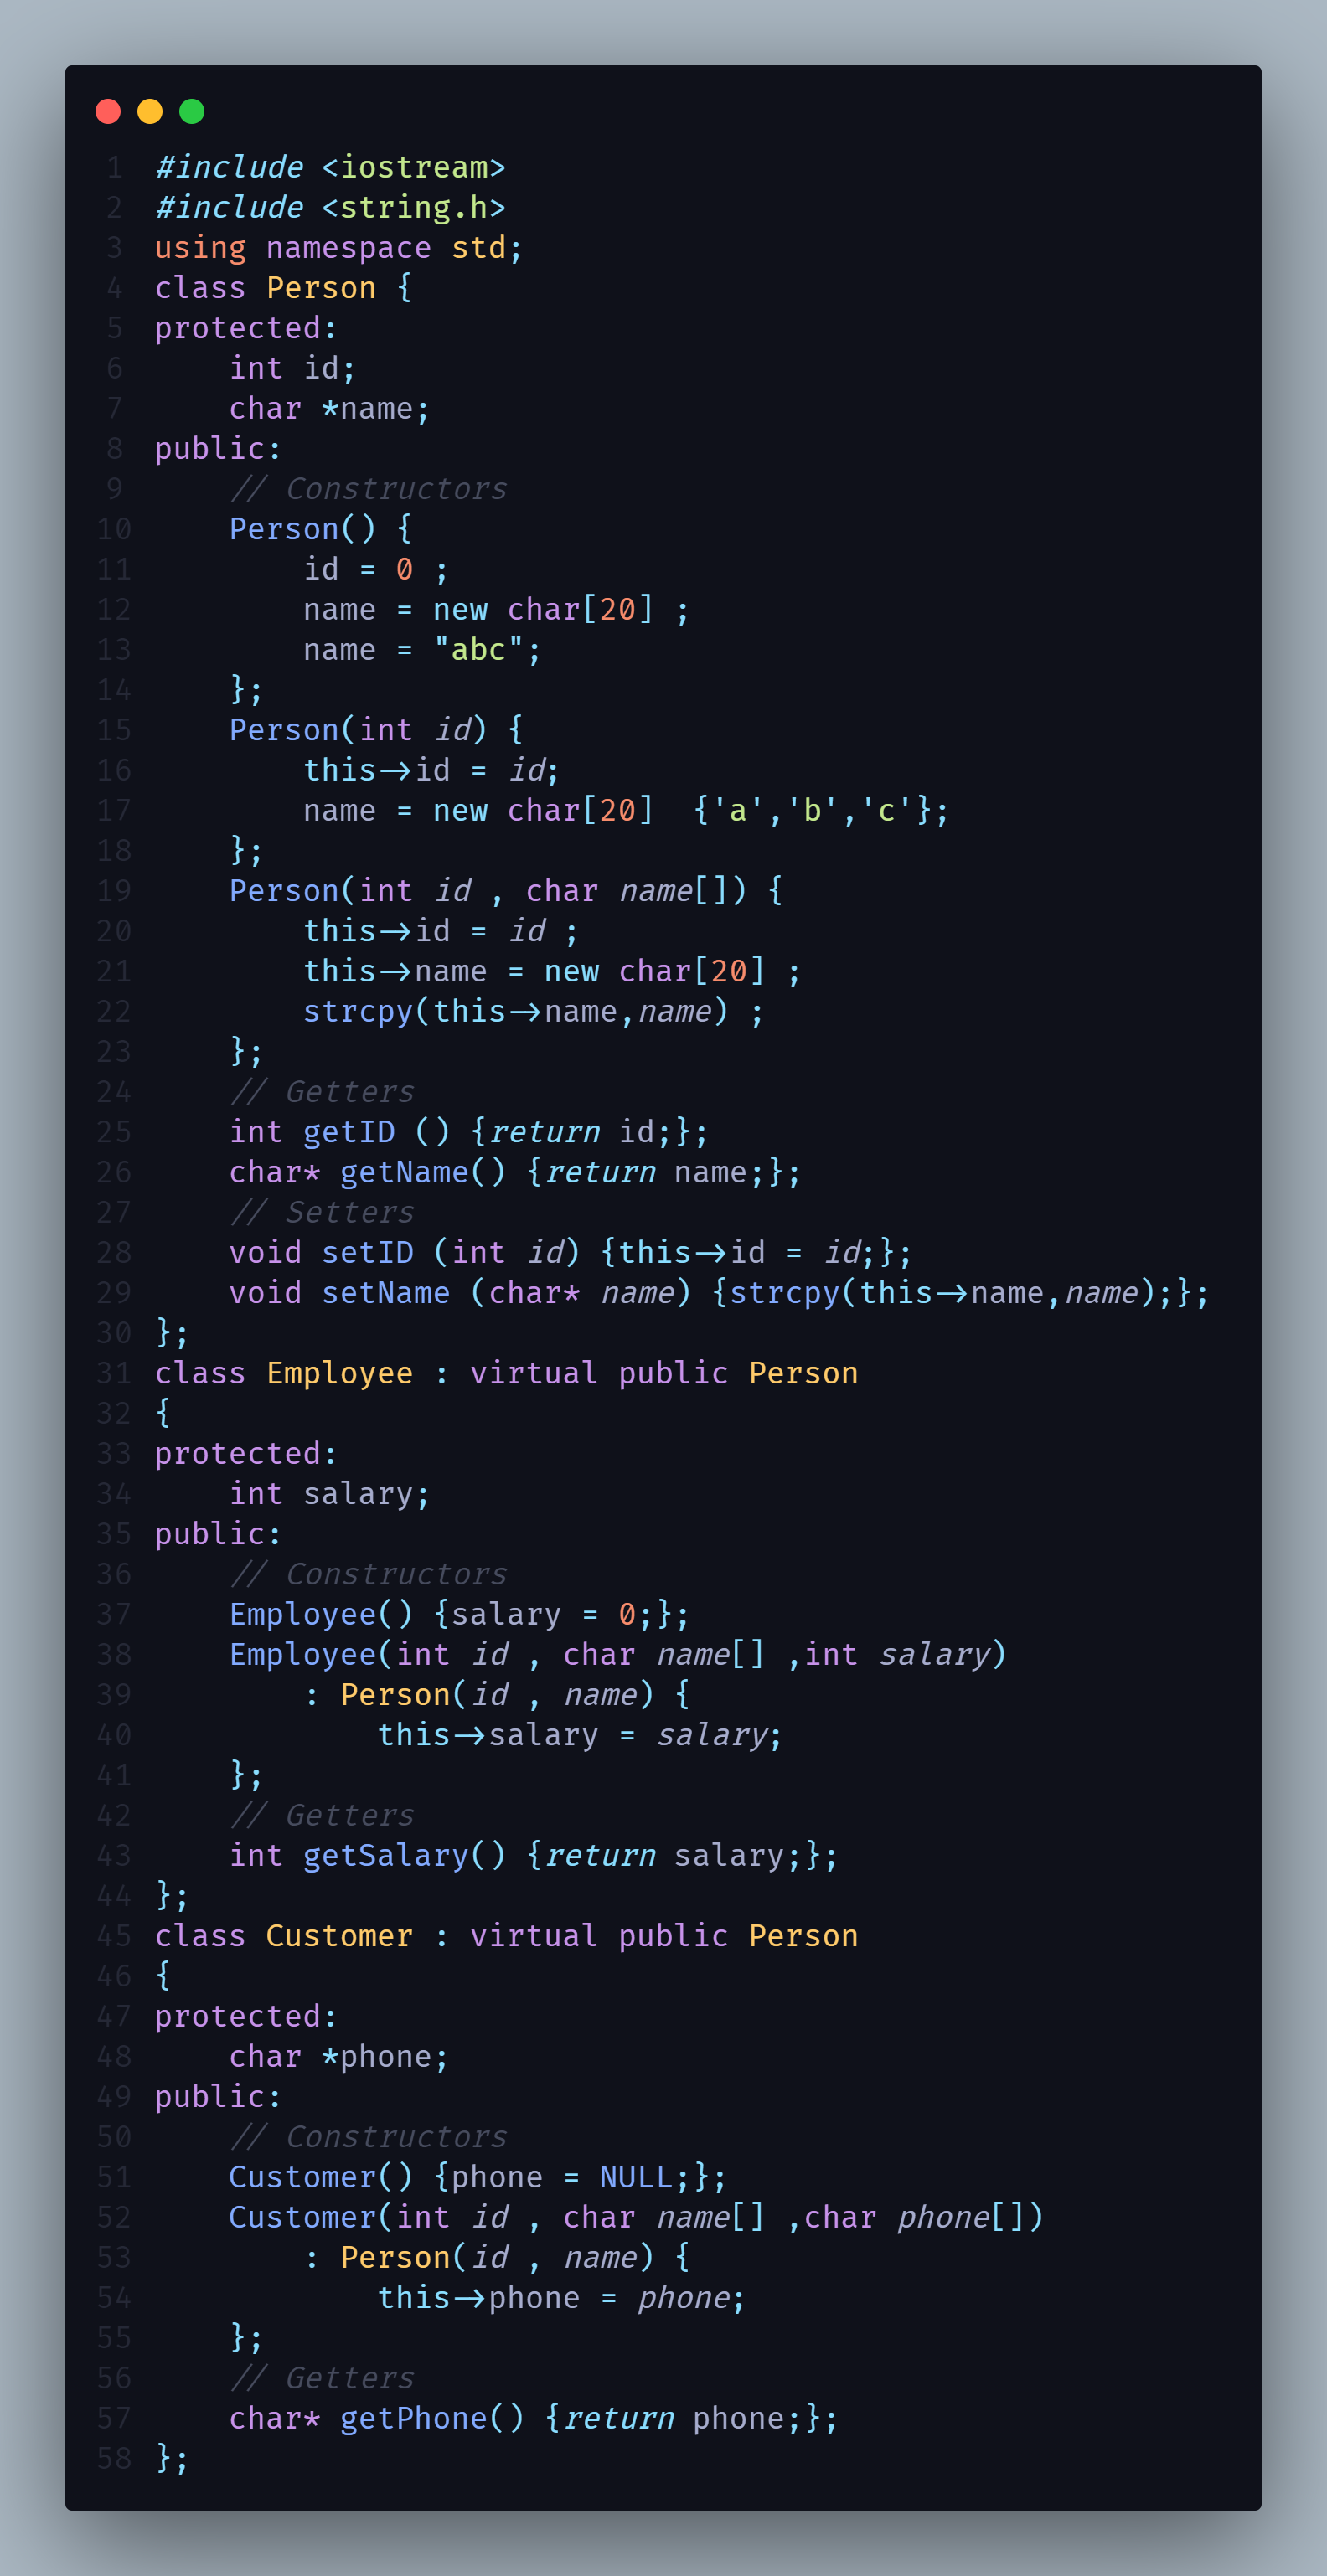 1 #include <iostream>
2 #include <string.h>
3 using namespace std;
4 class Person {
5 protected:
6     int id;
7     char *name;
8 public:
9     // Constructors
10     Person() {
11         id = 0 ;
12         name = new char[20] ;
13         name = "abc";
14     };
15     Person(int id) {
16         this->id = id;
17         name = new char[20]  {'a','b','c'};
18     };
19     Person(int id , char name[]) {
20         this->id = id ;
21         this->name = new char[20] ;
22         strcpy(this->name,name) ;
23     };
24     // Getters
25     int getID () {return id;};
26     char* getName() {return name;};
27     // Setters
28     void setID (int id) {this->id = id;};
29     void setName (char* name) {strcpy(this->name,name);};
30 };
31 class Employee : virtual public Person
32 {
33 protected:
34     int salary;
35 public:
36     // Constructors
37     Employee() {salary = 0;};
38     Employee(int id , char name[] ,int salary)
39         : Person(id , name) {
40             this->salary = salary;
41     };
42     // Getters
43     int getSalary() {return salary;};
44 };
45 class Customer : virtual public Person
46 {
47 protected:
48     char *phone;
49 public:
50     // Constructors
51     Customer() {phone = NULL;};
52     Customer(int id , char name[] ,char phone[])
53         : Person(id , name) {
54             this->phone = phone;
55     };
56     // Getters
57     char* getPhone() {return phone;};
58 };